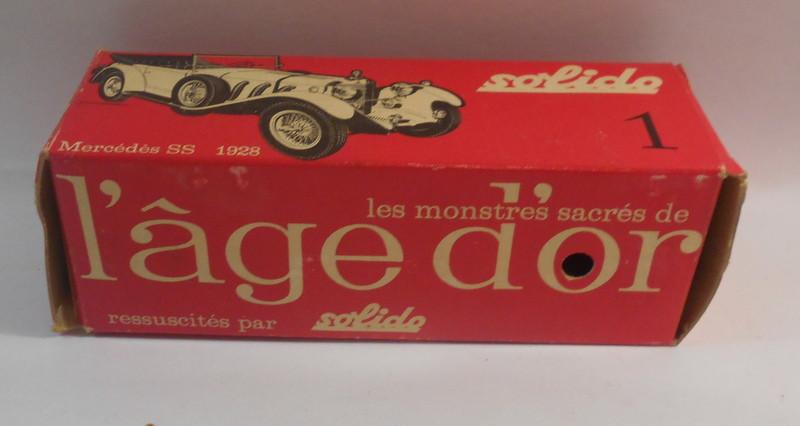 solido
1
Mercédès SS 1928
les monstres sacrés de
l'âge d'or
ressuscités par solido